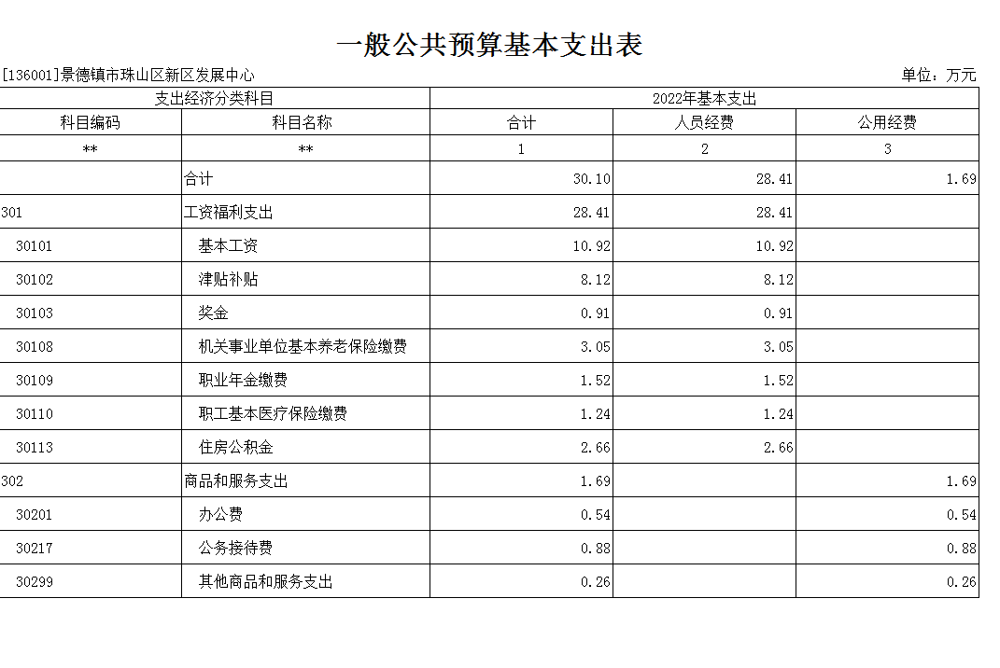 一般公共预算基本支出表
[136001]景德镇市珠山区新区发展中心 单位：万元
支出经济分类科目 2022年基本支出
科目编码 科目名称 合计 人员经费 公用经费
** ** 1 2 3
合计 30.10 28.41 1.69
301 工资福利支出 28.41 28.41
30101 基本工资 10.92 10.92
30102 津贴补贴 8.12 8.12
30103 奖金 0.91 0.91
30108 机关事业单位基本养老保险缴费 3.05 3.05
30109 职业年金缴费 1.52 1.52
30110 职工基本医疗保险缴费 1.24 1.24
30113 住房公积金 2.66 2.66
302 商品和服务支出 1.69 1.69
30201 办公费 0.54 0.54
30217 公务接待费 0.88 0.88
30299 其他商品和服务支出 0.26 0.26